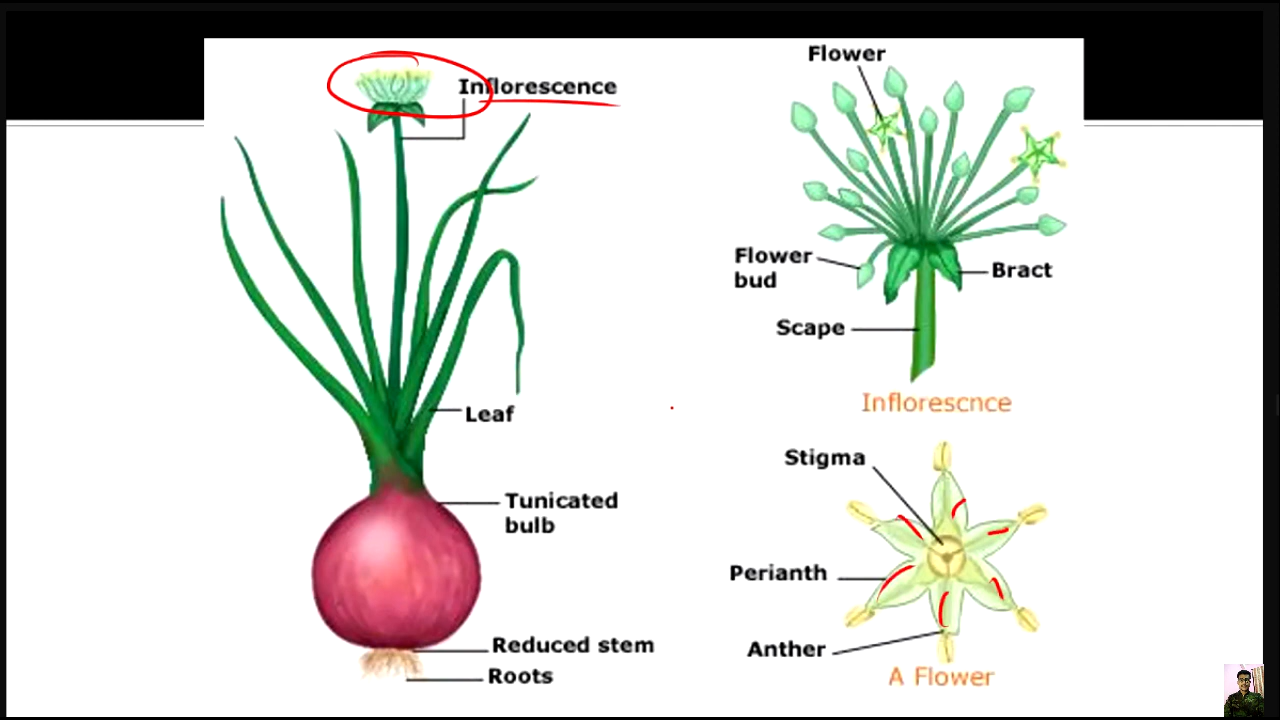 Inflorescence
Leaf
Tunicated
bulb
Reduced stem
Roots
Flower
Flower
bud
Bract
Scape
Inflorescnce
Stigma
Perianth
Anther
A Flower